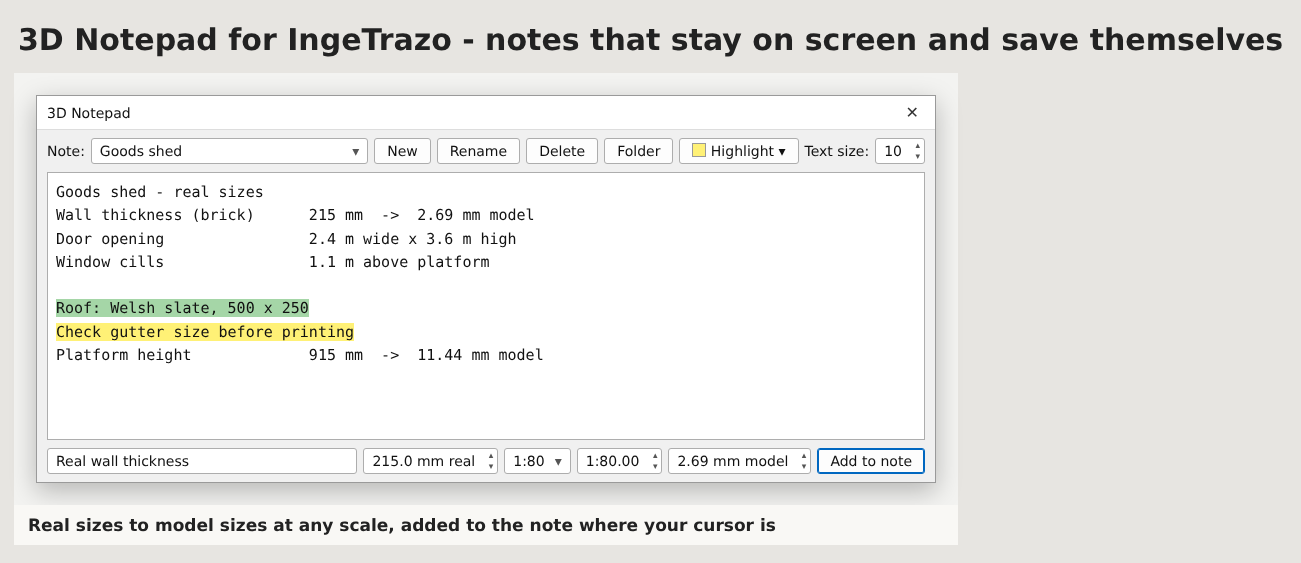 3D Notepad for IngeTrazo - notes that stay on screen and save themselves
3D Notepad ✕
Note: Goods shed ▾ New Rename Delete Folder Highlight ▾ Text size: 10
Goods shed - real sizes
Wall thickness (brick) 215 mm -> 2.69 mm model
Door opening 2.4 m wide x 3.6 m high
Window cills 1.1 m above platform
Roof: Welsh slate, 500 x 250
Check gutter size before printing
Platform height 915 mm -> 11.44 mm model
Real wall thickness 215.0 mm real 1:80 ▾ 1:80.00 2.69 mm model Add to note
Real sizes to model sizes at any scale, added to the note where your cursor is